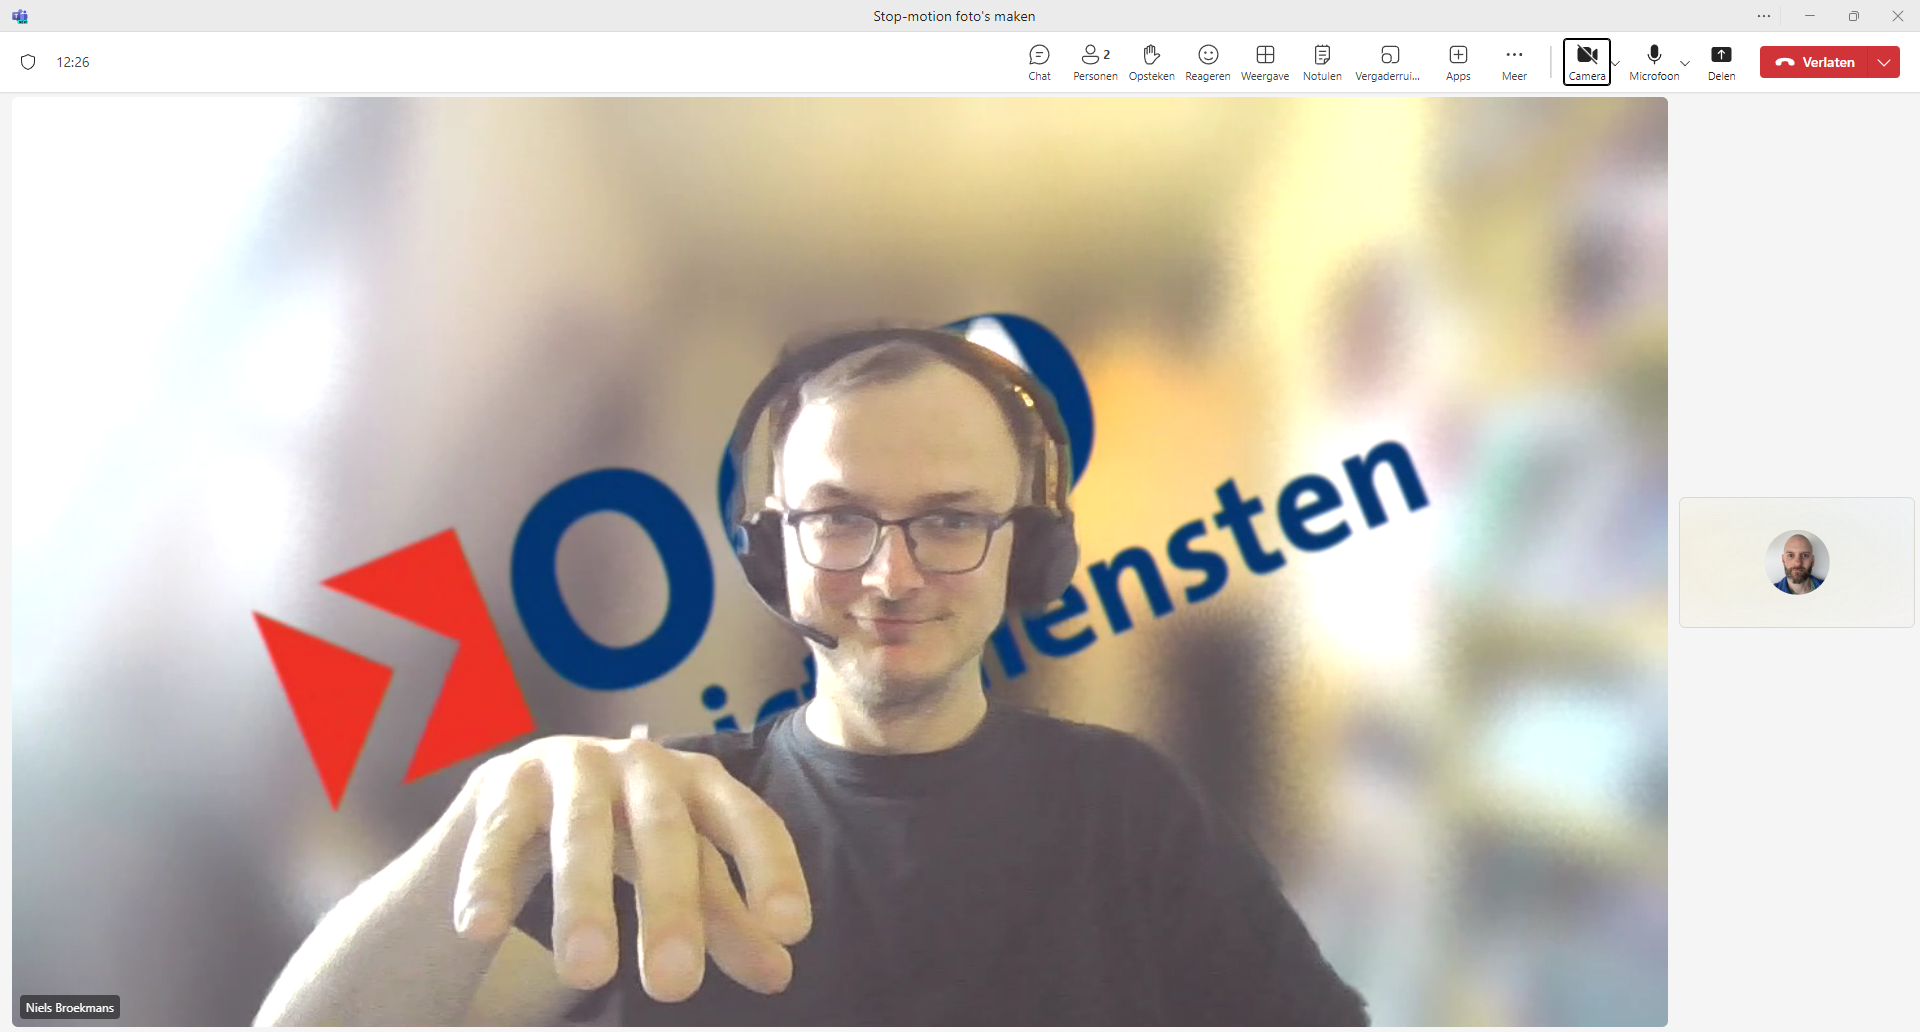 Stop-motion foto's maken
12:26
Chat
Personen
2
Opsteken
Reageren
Weergave
Notulen
Vergaderrui...
Apps
Meer
Camera
Microfoon
Delen
Verlaten
O
ensten
Niels Broekmans